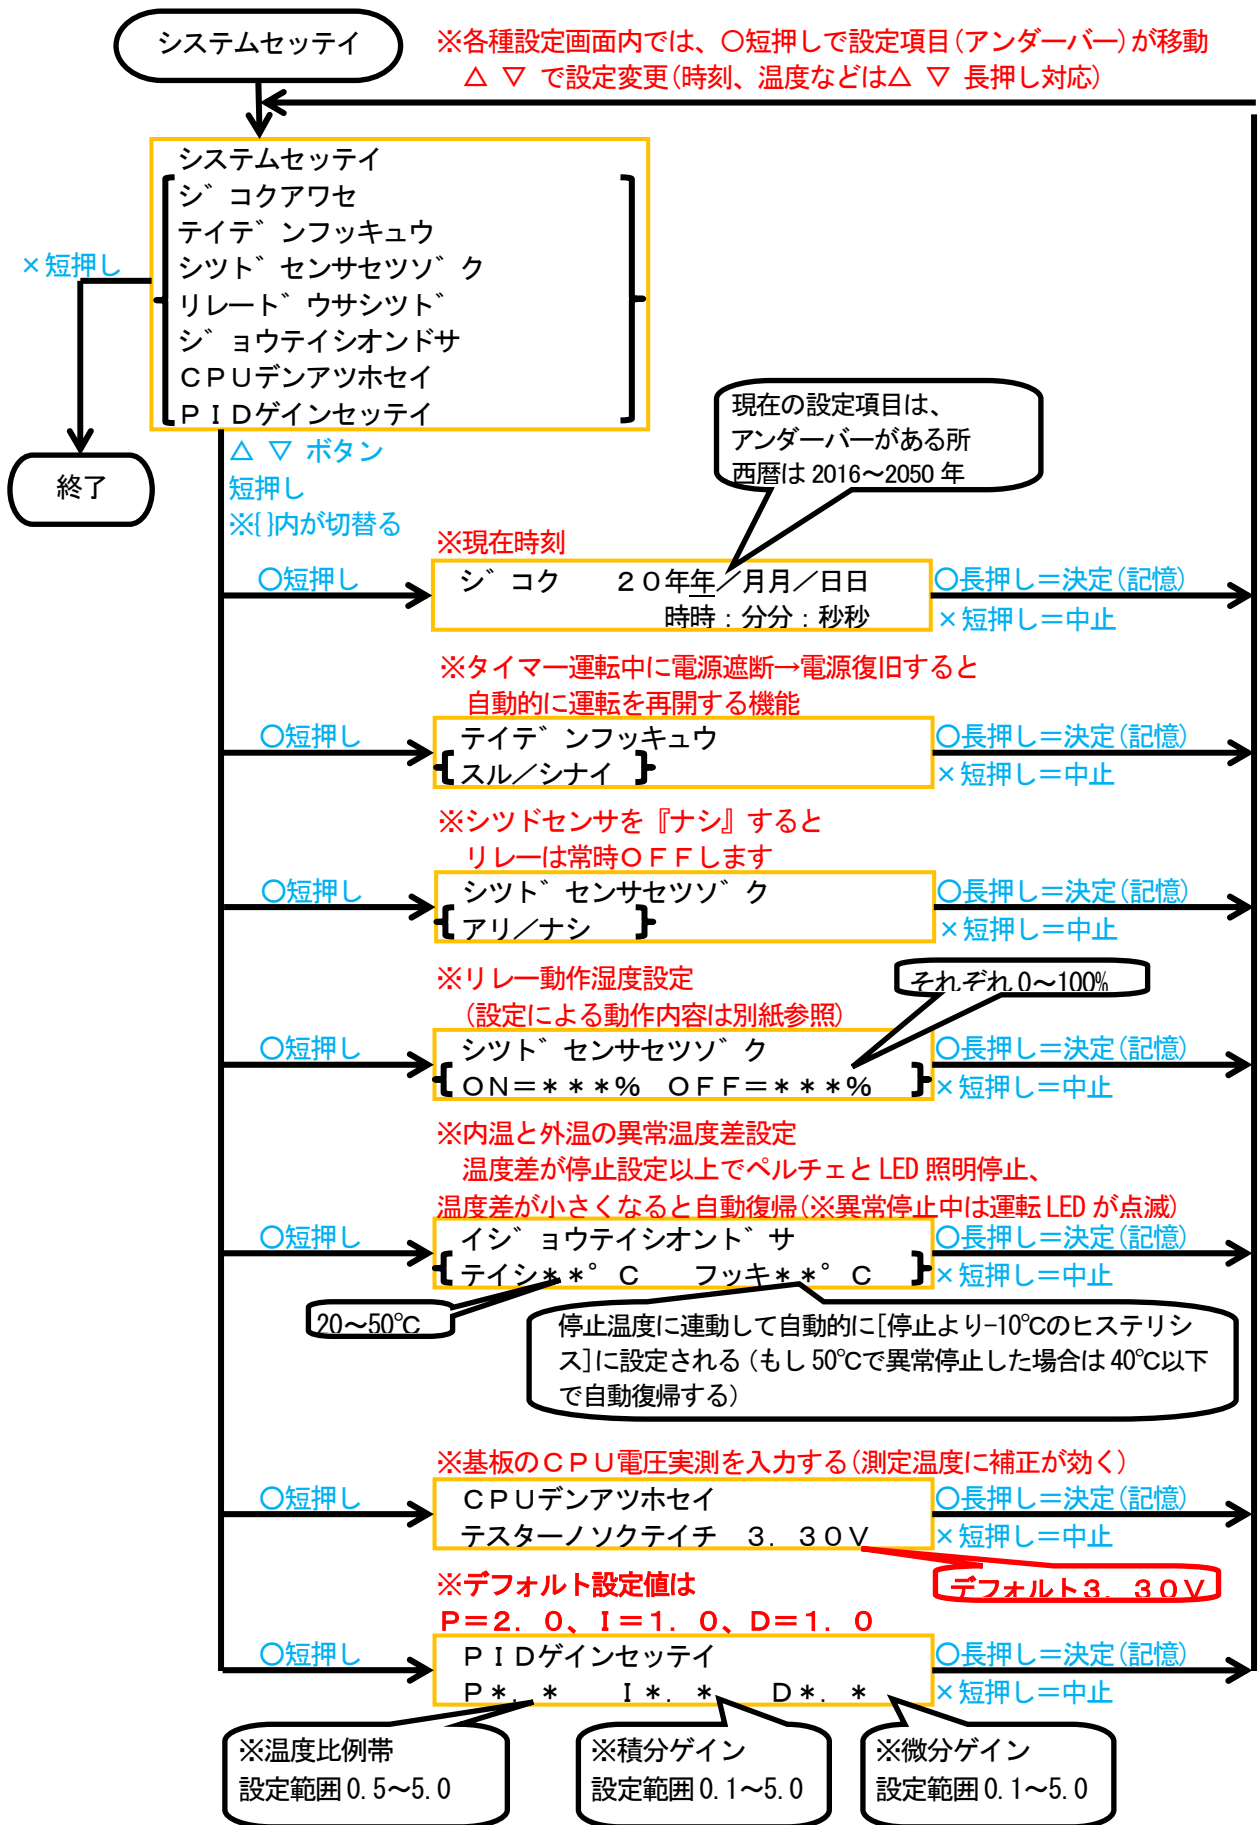 システムセッテイ
※各種設定画面内では、〇短押しで設定項目(アンダーバー)が移動
△ ▽ で設定変更(時刻、温度などは△ ▽ 長押し対応)
システムセッテイ
シ゛コクアワセ
テイテ゛ンフッキュウ
シツト゛センサセツソ゛ク
リレート゛ウサシツト゛
シ゛ョウテイシオンドサ
ＣＰＵデンアツホセイ
ＰＩＤゲインセッテイ
×短押し
終了
△ ▽ ボタン
短押し
※{ }内が切替る
現在の設定項目は、
アンダーバーがある所
西暦は 2016～2050 年
※現在時刻
〇短押し
シ゛コク　２０年年／月月／日日
時時：分分：秒秒
〇長押し＝決定(記憶)
×短押し＝中止
※タイマー運転中に電源遮断→電源復旧すると
自動的に運転を再開する機能
〇短押し
テイテ゛ンフッキュウ
スル／シナイ
〇長押し＝決定(記憶)
×短押し＝中止
※シツドセンサを『ナシ』すると
リレーは常時ＯＦＦします
〇短押し
シツト゛センサセツソ゛ク
アリ／ナシ
〇長押し＝決定(記憶)
×短押し＝中止
※リレー動作湿度設定
(設定による動作内容は別紙参照)
それぞれ 0～100%
〇短押し
シツト゛センサセツソ゛ク
ＯＮ＝＊＊＊％　ＯＦＦ＝＊＊＊％
〇長押し＝決定(記憶)
×短押し＝中止
※内温と外温の異常温度差設定
温度差が停止設定以上でペルチェと LED 照明停止、
温度差が小さくなると自動復帰(※異常停止中は運転 LED が点滅)
〇短押し
イシ゛ョウテイシオント゛サ
テイシ＊＊°Ｃ　フッキ＊＊°Ｃ
〇長押し＝決定(記憶)
×短押し＝中止
20～50℃
停止温度に連動して自動的に[停止より-10℃のヒステリシ
ス]に設定される (もし 50℃で異常停止した場合は 40℃以下
で自動復帰する)
※基板のＣＰＵ電圧実測を入力する(測定温度に補正が効く)
〇短押し
ＣＰＵデンアツホセイ
テスターノソクテイチ　３．３０Ｖ
〇長押し＝決定(記憶)
×短押し＝中止
デフォルト３．３０Ｖ
※デフォルト設定値は
Ｐ＝２．０、Ｉ＝１．０、Ｄ＝１．０
〇短押し
ＰＩＤゲインセッテイ
Ｐ＊．＊　Ｉ＊．＊　Ｄ＊．＊
〇長押し＝決定(記憶)
×短押し＝中止
※温度比例帯
設定範囲 0.5～5.0
※積分ゲイン
設定範囲 0.1～5.0
※微分ゲイン
設定範囲 0.1～5.0